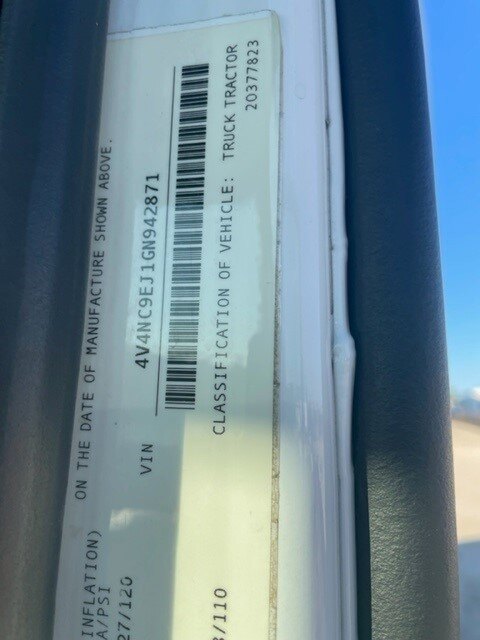 INFLATION)
A/PSI
27/120
/110
ON THE DATE OF MANUFACTURE SHOWN ABOVE.
VIN 4V4NC9EJ1GN942871
CLASSIFICATION OF VEHICLE: TRUCK TRACTOR
20377823